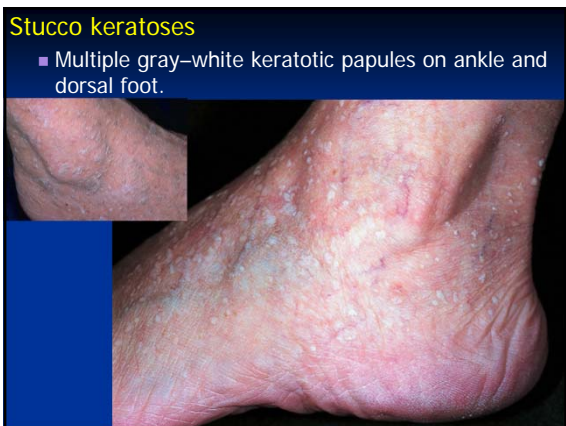 Stucco keratoses
Multiple gray–white keratotic papules on ankle and
dorsal foot.